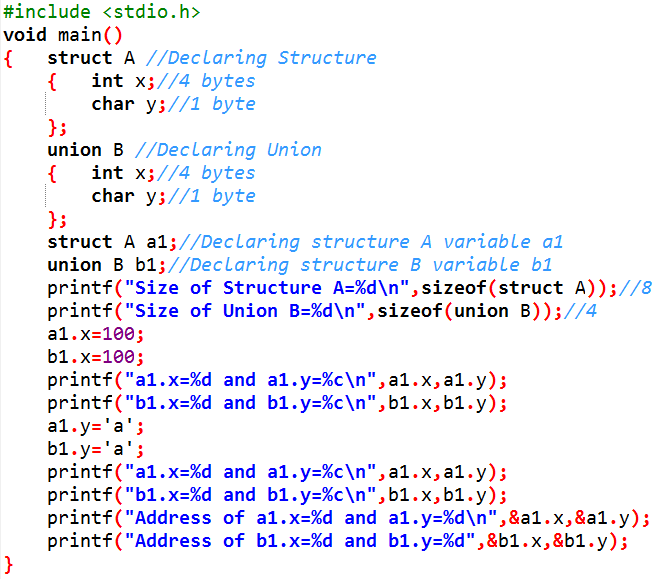 #include <stdio.h>
void main()
{   struct A //Declaring Structure
    {   int x;//4 bytes
        char y;//1 byte
    };
    union B //Declaring Union
    {   int x;//4 bytes
        char y;//1 byte
    };
    struct A a1;//Declaring structure A variable a1
    union B b1;//Declaring structure B variable b1
    printf("Size of Structure A=%d\n",sizeof(struct A));//8
    printf("Size of Union B=%d\n",sizeof(union B));//4
    a1.x=100;
    b1.x=100;
    printf("a1.x=%d and a1.y=%c\n",a1.x,a1.y);
    printf("b1.x=%d and b1.y=%c\n",b1.x,b1.y);
    a1.y='a';
    b1.y='a';
    printf("a1.x=%d and a1.y=%c\n",a1.x,a1.y);
    printf("b1.x=%d and b1.y=%c\n",b1.x,b1.y);
    printf("Address of a1.x=%d and a1.y=%d\n",&a1.x,&a1.y);
    printf("Address of b1.x=%d and b1.y=%d",&b1.x,&b1.y);
}